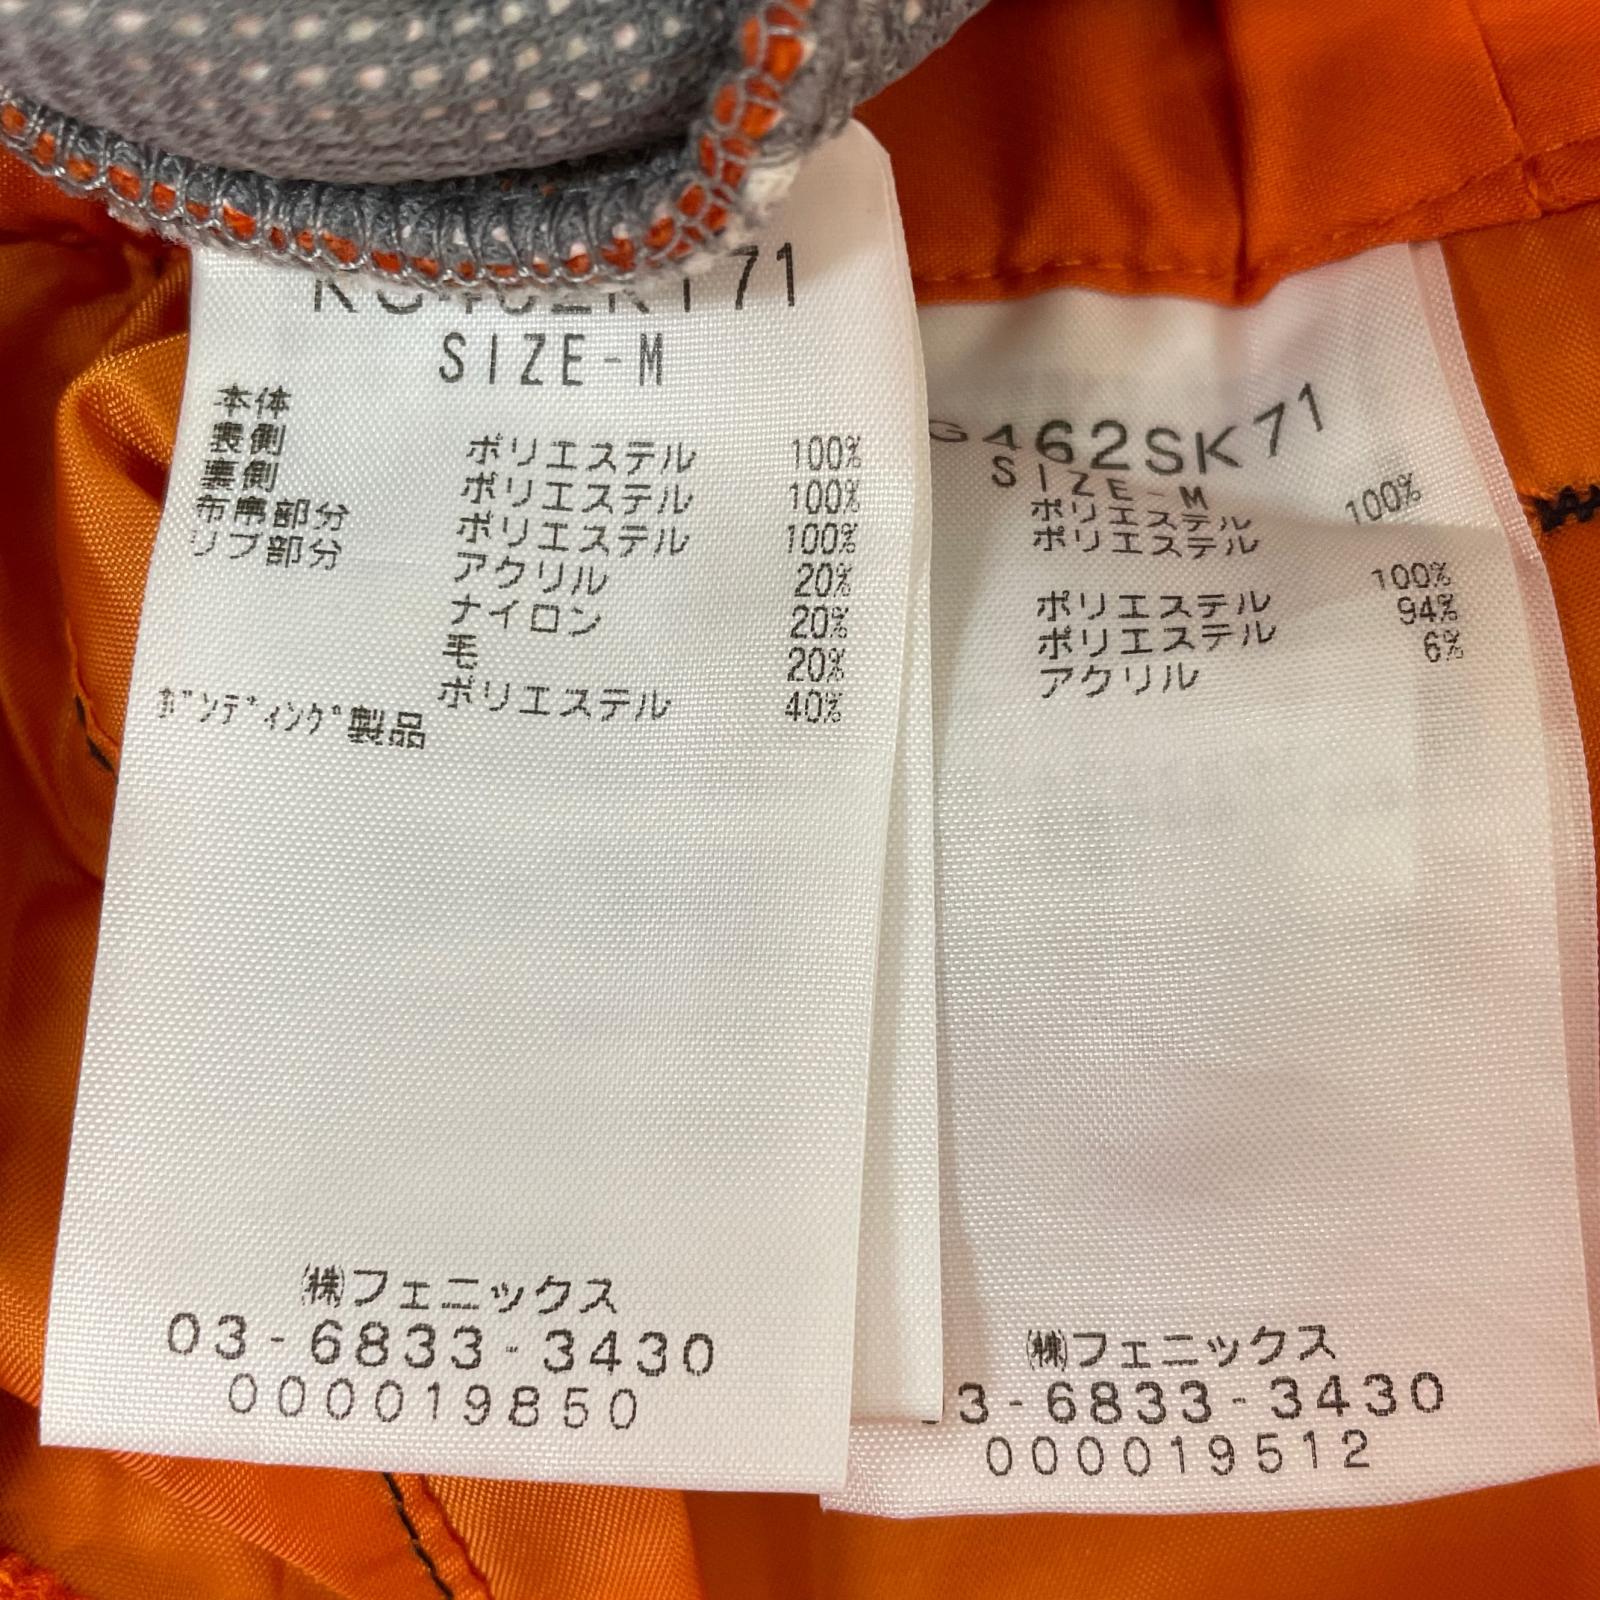 71
SIZE-M
本体
表側 ポリエステル 100%
裏側 ポリエステル 100%
布帛部分 ポリエステル 100%
リブ部分 アクリル 20%
ナイロン 20%
毛 20%
ポリエステル 40%
ボンディング製品
㈱フェニックス
03-6833-3430
000019850
462SK71
SIZE-M
ポリエステル 100%
ポリエステル 100%
ポリエステル 94%
ポリエステル 6%
アクリル
㈱フェニックス
3-6833-3430
000019512